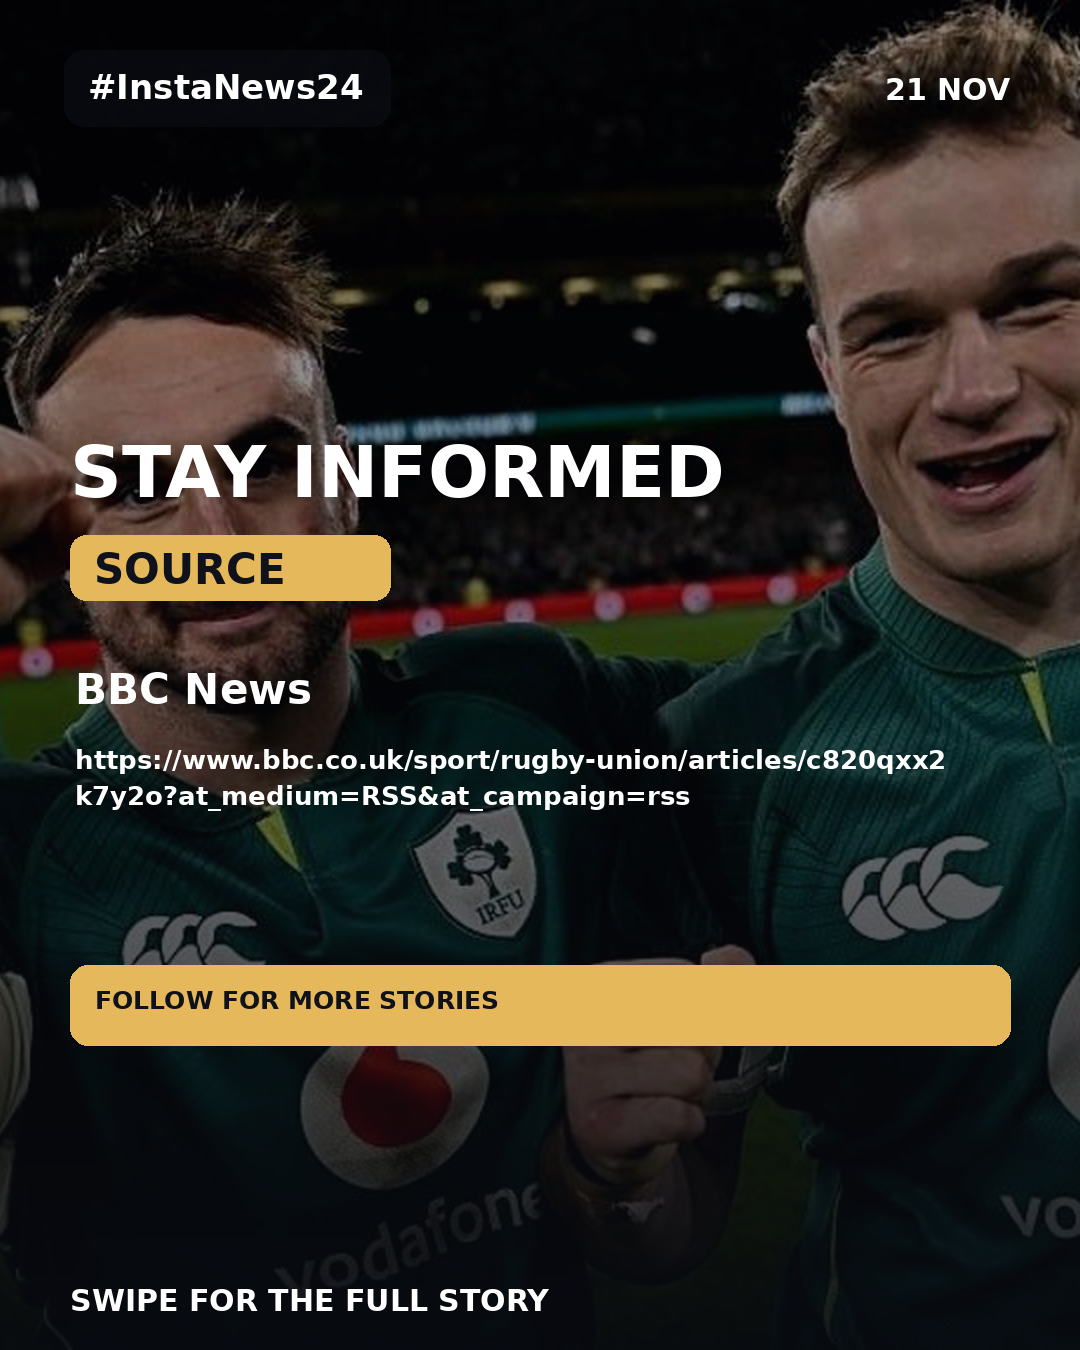 #InstaNews24
21 NOV
STAY INFORMED
SOURCE
BBC News
https://www.bbc.co.uk/sport/rugby-union/articles/c820qxx2
k7y2o?at_medium=RSS&at_campaign=rss
IRFU
FOLLOW FOR MORE STORIES
vodafone
vo
SWIPE FOR THE FULL STORY